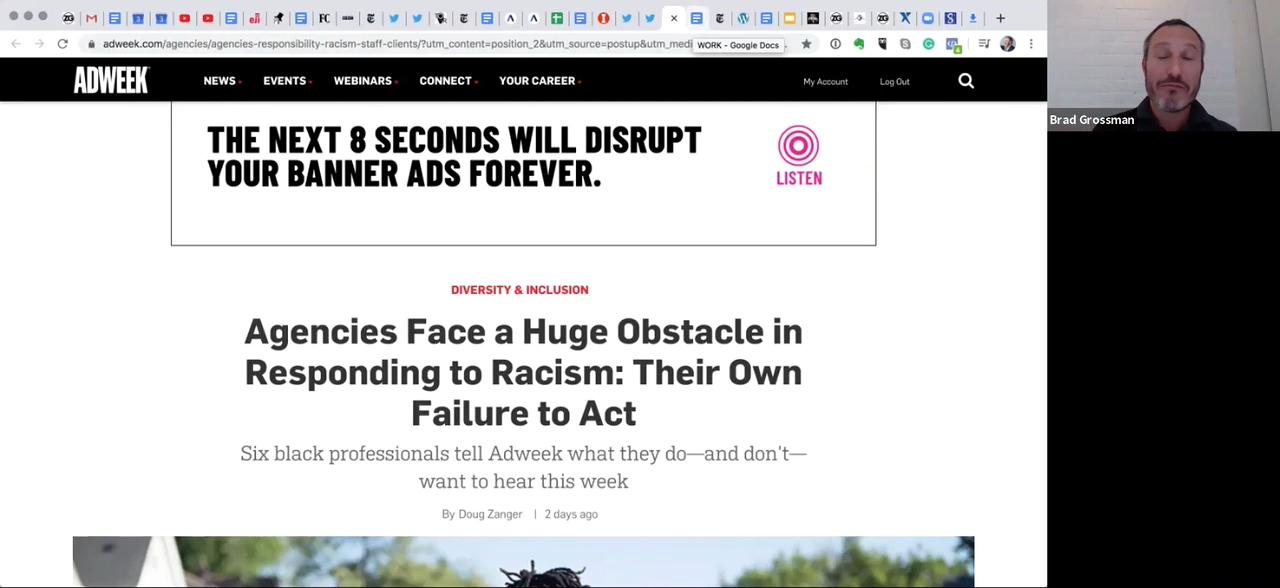 adweek.com/agencies/agencies-responsibility-racism-staff-clients/?utm_content=position_2&utm_source=postup&utm_medi
WORK - Google Docs
Brad Grossman
ADWEEK
NEWS
EVENTS
WEBINARS
CONNECT
YOUR CAREER
My Account
Log Out
THE NEXT 8 SECONDS WILL DISRUPT
YOUR BANNER ADS FOREVER.
LISTEN
DIVERSITY & INCLUSION
Agencies Face a Huge Obstacle in
Responding to Racism: Their Own
Failure to Act
Six black professionals tell Adweek what they do—and don't—
want to hear this week
By Doug Zanger | 2 days ago